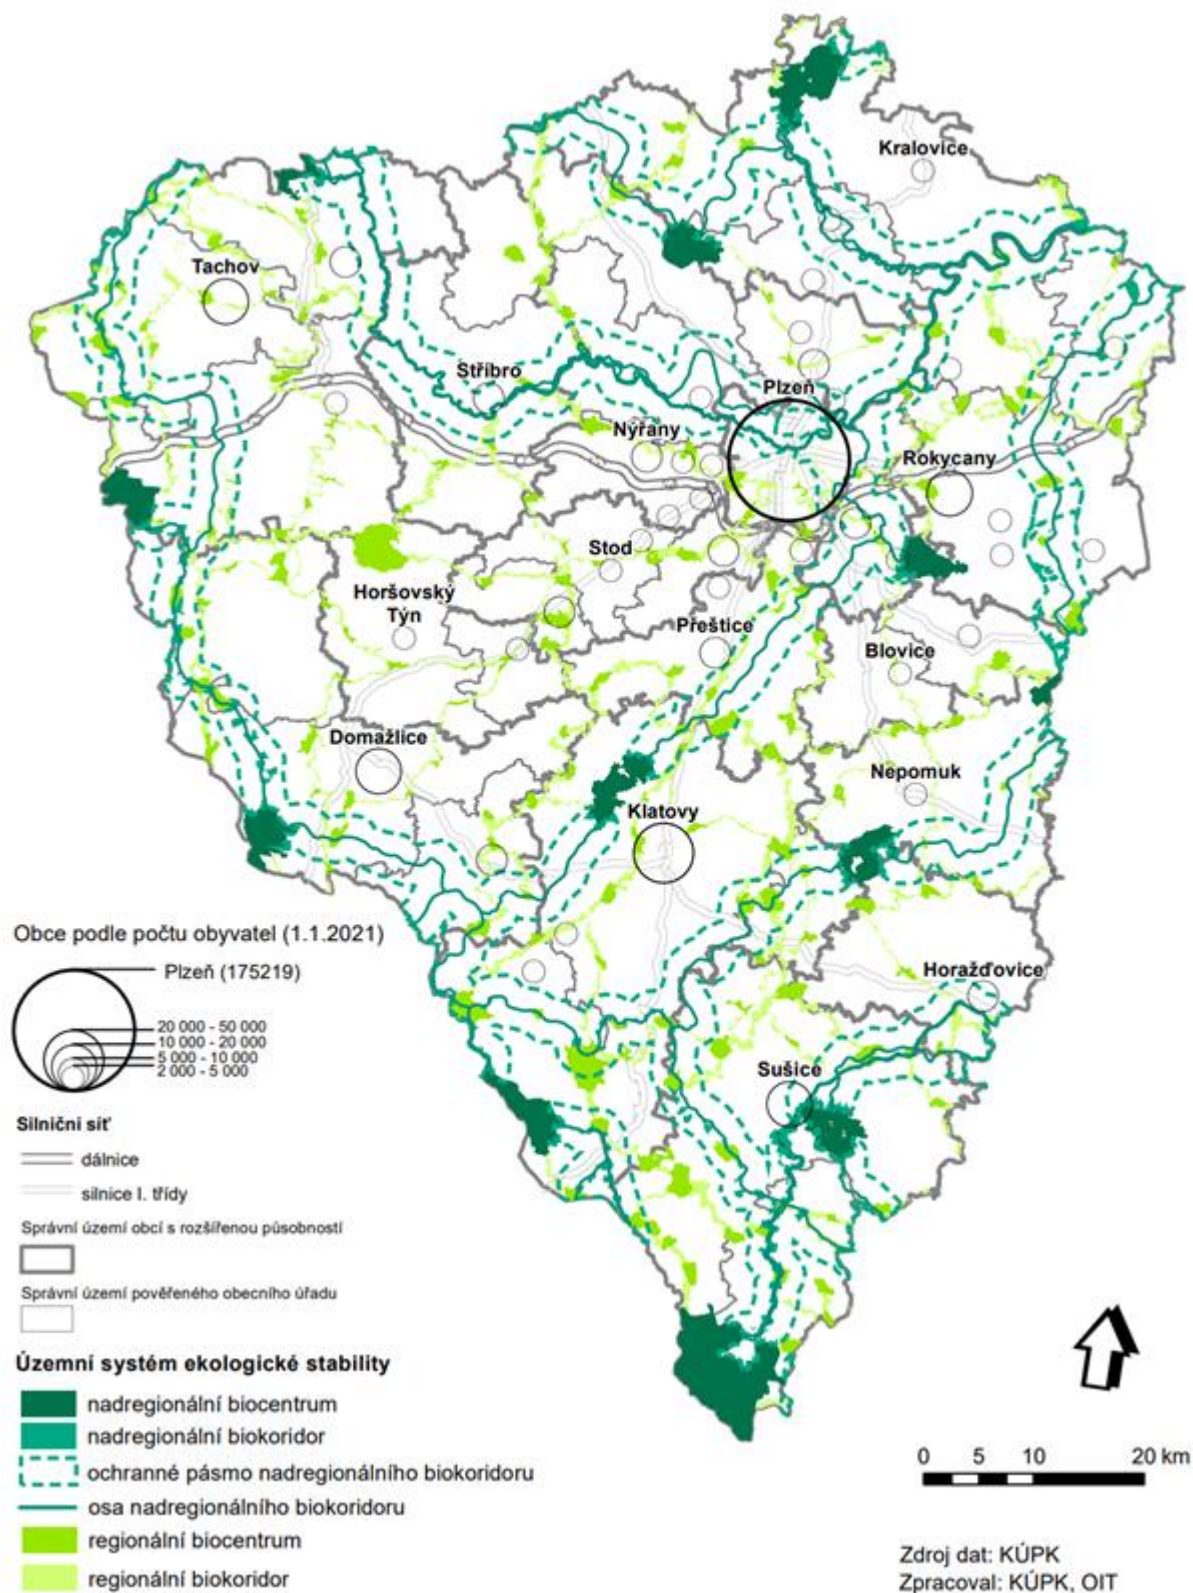 Kralovice
Tachov
Stříbro
Plzeň
Nýřany
Rokycany
Stod
Horšovský
Týn
Přeštice
Blovice
Domažlice
Nepomuk
Klatovy
Horažďovice
Sušice
Obce podle počtu obyvatel (1.1.2021)
Plzeň (175219)
20 000 - 50 000
10 000 - 20 000
5 000 - 10 000
2 000 - 5 000
Silniční síť
dálnice
silnice I. třídy
Správní území obcí s rozšířenou působností
Správní území pověřeného obecního úřadu
Územní systém ekologické stability
nadregionální biocentrum
nadregionální biokoridor
ochranné pásmo nadregionálního biokoridoru
osa nadregionálního biokoridoru
regionální biocentrum
regionální biokoridor
0 5 10 20 km
Zdroj dat: KÚPK
Zpracoval: KÚPK, OIT